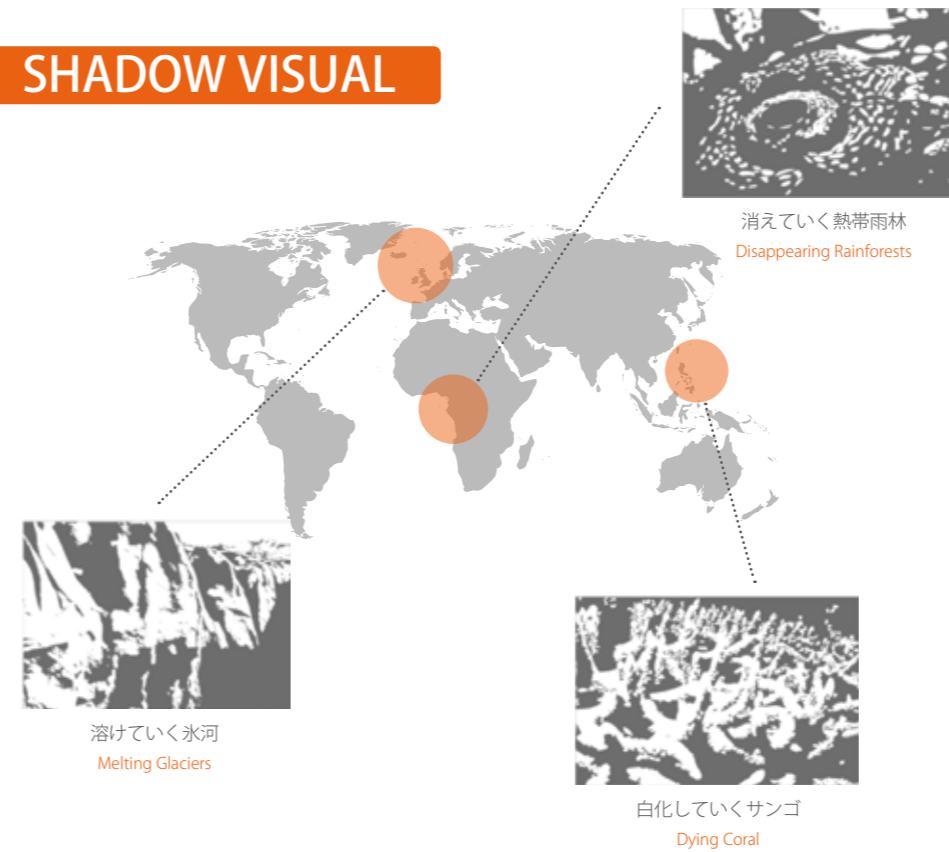 SHADOW VISUAL
消えていく熱帯雨林
Disappearing Rainforests
溶けていく氷河
Melting Glaciers
白化していくサンゴ
Dying Coral